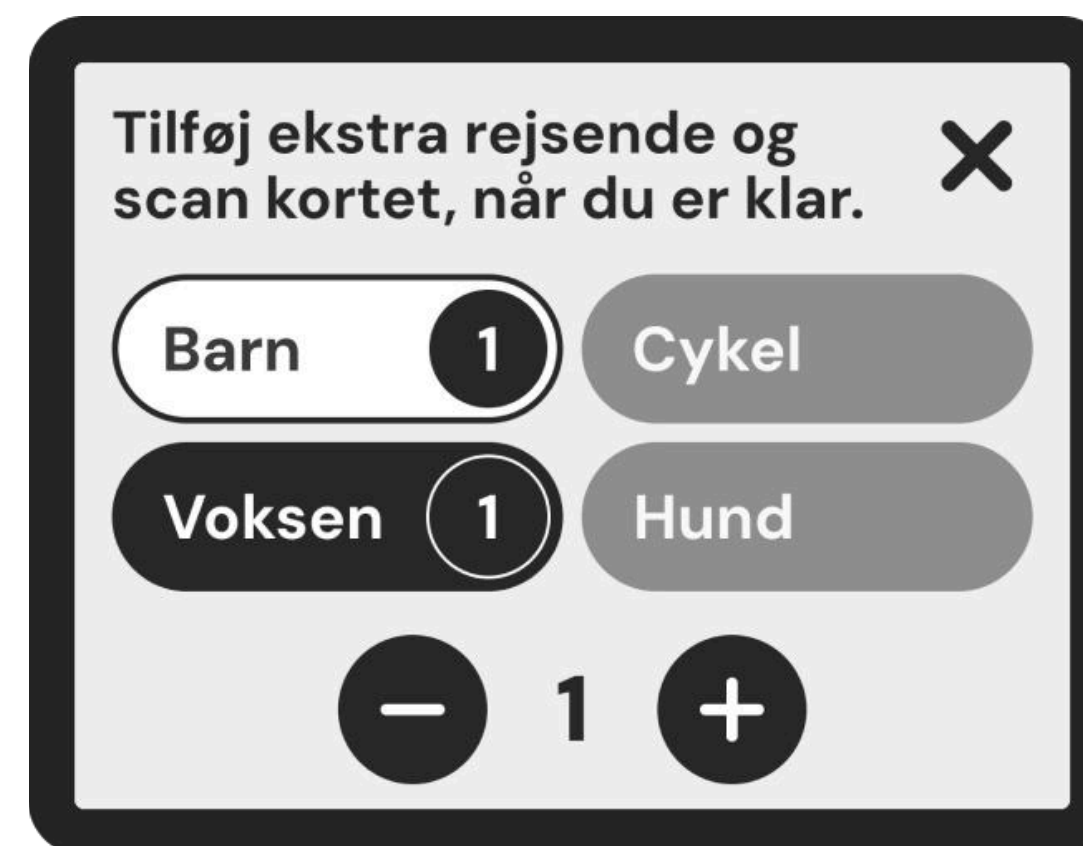 Tilføj ekstra rejsende og
scan kortet, når du er klar.
Barn 1
Cykel
Voksen 1
Hund
1